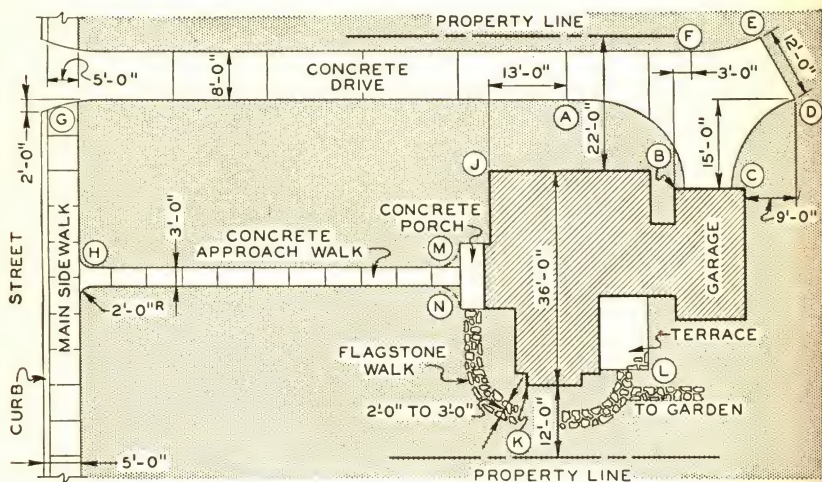 PROPERTY LINE
E
F
12'-0"
5'-0"
8'-0"
CONCRETE
DRIVE
13'-0"
3'-0"
G
A
D
2'-0"
22'-0"
15'-0"
J
B
C
STREET
MAIN SIDEWALK
H
3'-0"
CONCRETE
APPROACH WALK
CONCRETE
PORCH
M
36'-0"
GARAGE
9'-0"
N
2'-0"R
TERRACE
FLAGSTONE
WALK
L
CURB
2'-0" TO 3'-0"
TO GARDEN
K
12'-0"
5'-0"
PROPERTY LINE